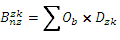 B_{nz}^{zk} = ∑ O_b × D_{zk}